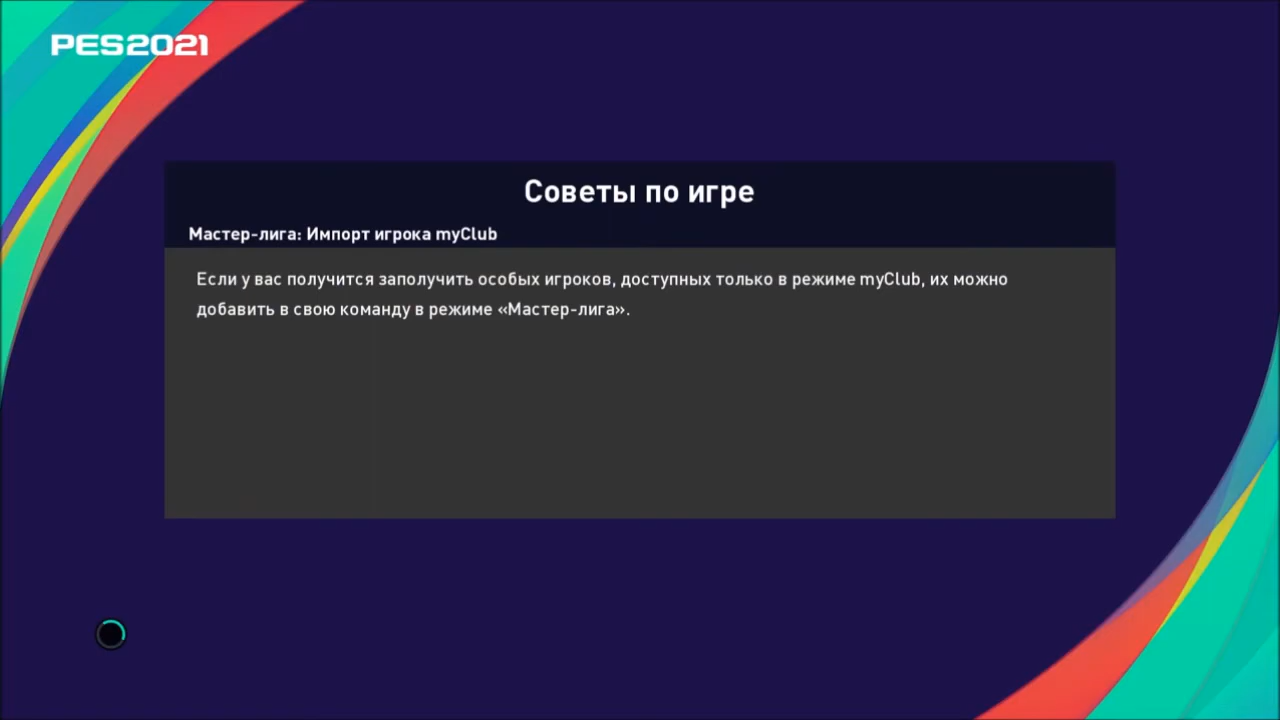 PES2021
Советы по игре
Мастер-лига: Импорт игрока myClub
Если у вас получится заполучить особых игроков, доступных только в режиме myClub, их можно
добавить в свою команду в режиме «Мастер-лига».